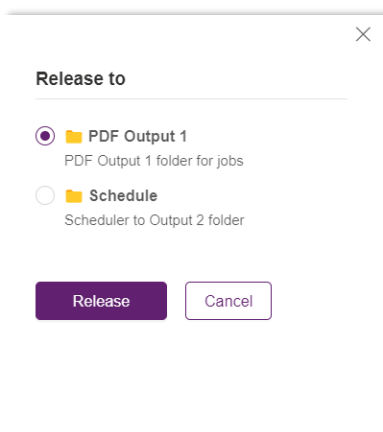 Release to
PDF Output 1
PDF Output 1 folder for jobs
Schedule
Scheduler to Output 2 folder
Release
Cancel